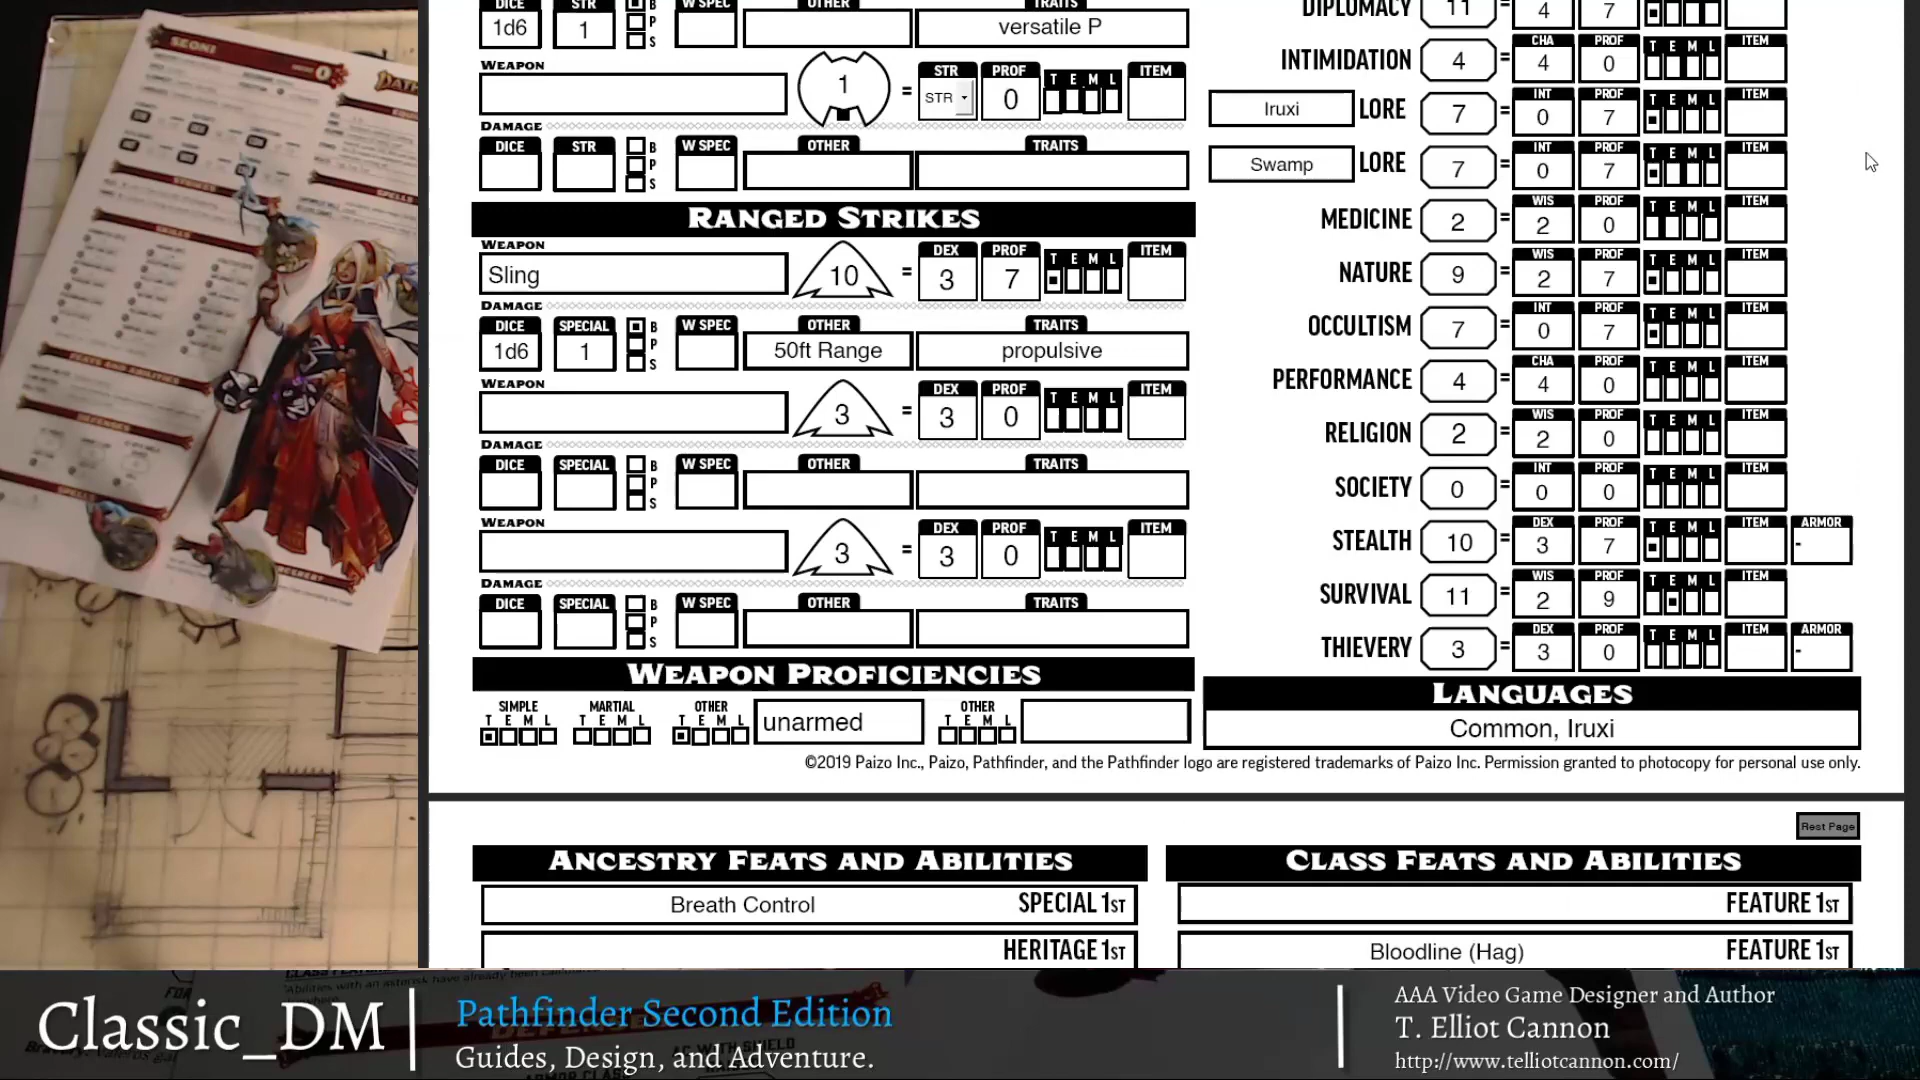 SEONI
DICE STR B P S W SPEC OTHER TRAITS
1d6 1 versatile P
WEAPON 1 = STR STR PROF 0 T E M L ITEM
DAMAGE
DICE STR B P S W SPEC OTHER TRAITS
RANGED STRIKES
WEAPON
Sling 10 = DEX 3 PROF 7 T E M L ITEM
DAMAGE
DICE SPECIAL B P S W SPEC OTHER TRAITS
1d6 1 50ft Range propulsive
WEAPON
3 = DEX 3 PROF 0 T E M L ITEM
DAMAGE
DICE SPECIAL B P S W SPEC OTHER TRAITS
WEAPON
3 = DEX 3 PROF 0 T E M L ITEM
DAMAGE
DICE SPECIAL B P S W SPEC OTHER TRAITS
WEAPON PROFICIENCIES
SIMPLE MARTIAL OTHER OTHER
T E M L T E M L T E M L unarmed T E M L
DIPLOMACY 11 = 4 7
INTIMIDATION 4 = CHA 4 PROF 0 T E M L ITEM
Iruxi LORE 7 = INT 0 PROF 7 T E M L ITEM
Swamp LORE 7 = INT 0 PROF 7 T E M L ITEM
MEDICINE 2 = WIS 2 PROF 0 T E M L ITEM
NATURE 9 = WIS 2 PROF 7 T E M L ITEM
OCCULTISM 7 = INT 0 PROF 7 T E M L ITEM
PERFORMANCE 4 = CHA 4 PROF 0 T E M L ITEM
RELIGION 2 = WIS 2 PROF 0 T E M L ITEM
SOCIETY 0 = INT 0 PROF 0 T E M L ITEM
STEALTH 10 = DEX 3 PROF 7 T E M L ITEM ARMOR -
SURVIVAL 11 = WIS 2 PROF 9 T E M L ITEM
THIEVERY 3 = DEX 3 PROF 0 T E M L ITEM ARMOR -
LANGUAGES
Common, Iruxi
©2019 Paizo Inc., Paizo, Pathfinder, and the Pathfinder logo are registered trademarks of Paizo Inc. Permission granted to photocopy for personal use only.
Rest Page
ANCESTRY FEATS AND ABILITIES
Breath Control SPECIAL 1ST
HERITAGE 1ST
CLASS FEATS AND ABILITIES
FEATURE 1ST
Bloodline (Hag) FEATURE 1ST
Classic_DM
Pathfinder Second Edition
Guides, Design, and Adventure.
AAA Video Game Designer and Author
T. Elliot Cannon
http://www.telliotcannon.com/